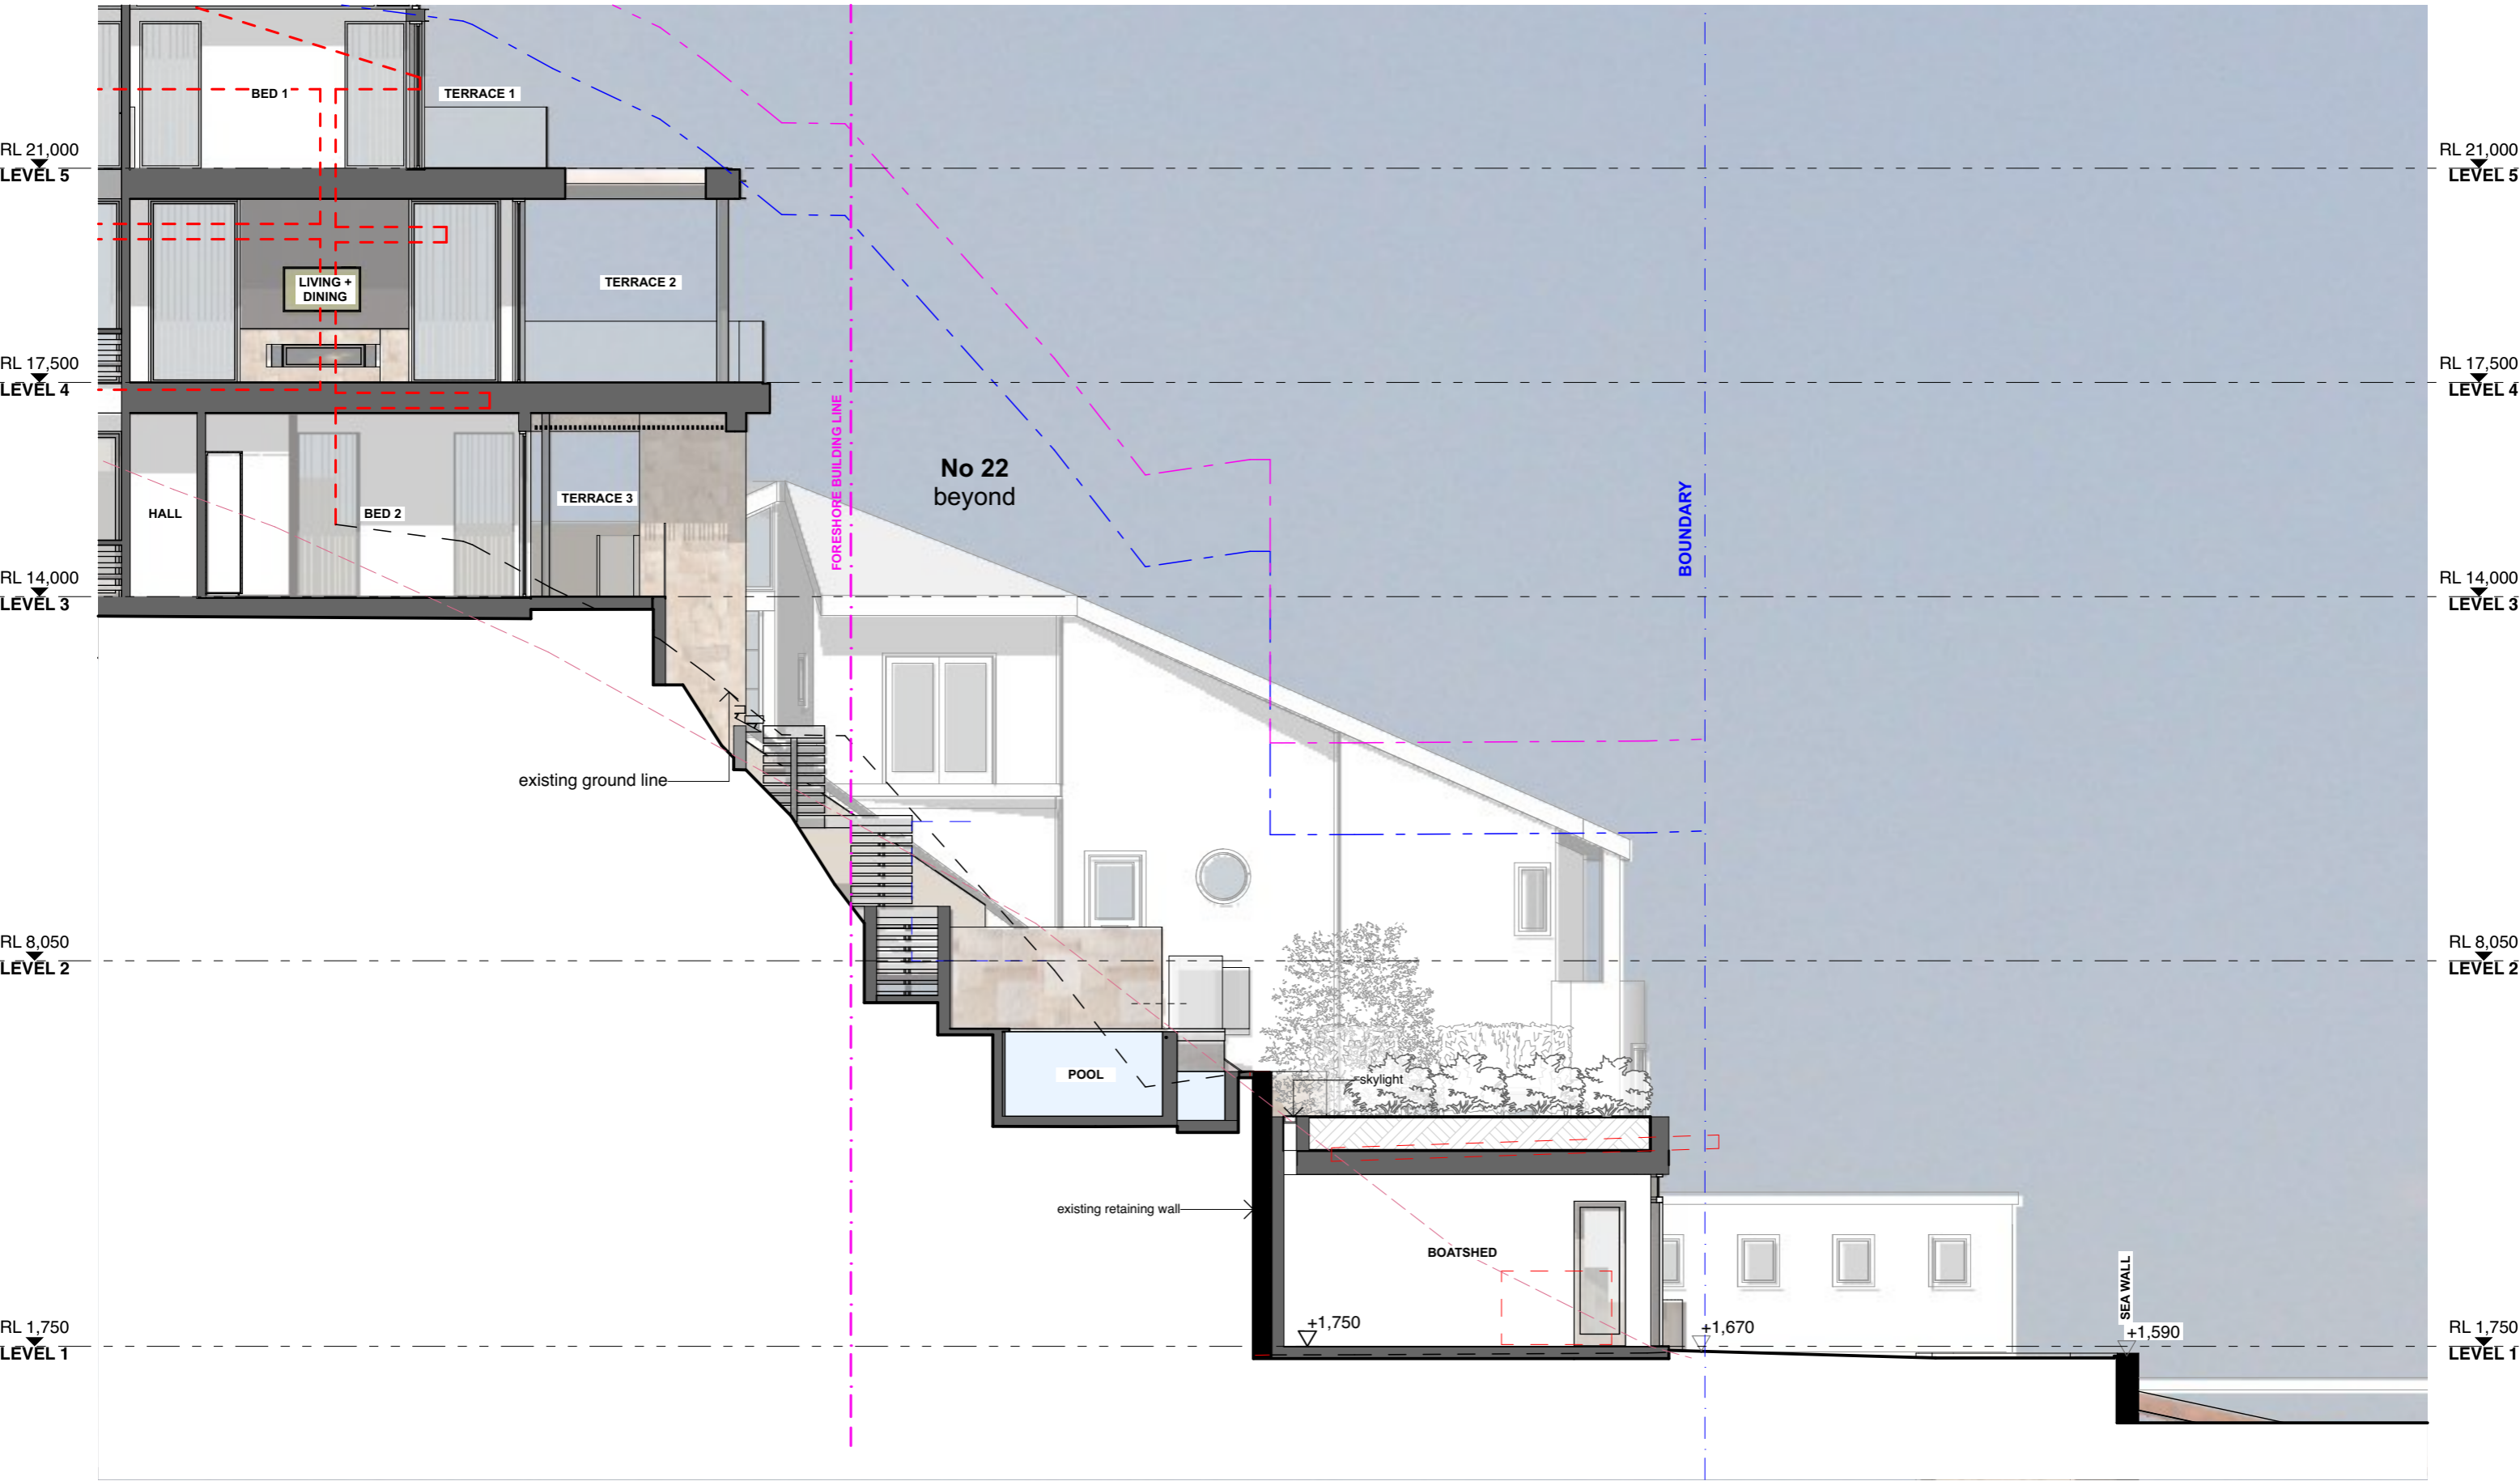 BED 1
TERRACE 1
RL 21,000
LEVEL 5
RL 21,000
LEVEL 5
LIVING +
DINING
TERRACE 2
RL 17,500
LEVEL 4
RL 17,500
LEVEL 4
FORESHORE BUILDING LINE
No 22
beyond
BOUNDARY
HALL
BED 2
TERRACE 3
RL 14,000
LEVEL 3
RL 14,000
LEVEL 3
existing ground line
RL 8,050
LEVEL 2
RL 8,050
LEVEL 2
POOL
skylight
existing retaining wall
BOATSHED
SEA WALL
+1,750
+1,670
+1,590
RL 1,750
LEVEL 1
RL 1,750
LEVEL 1